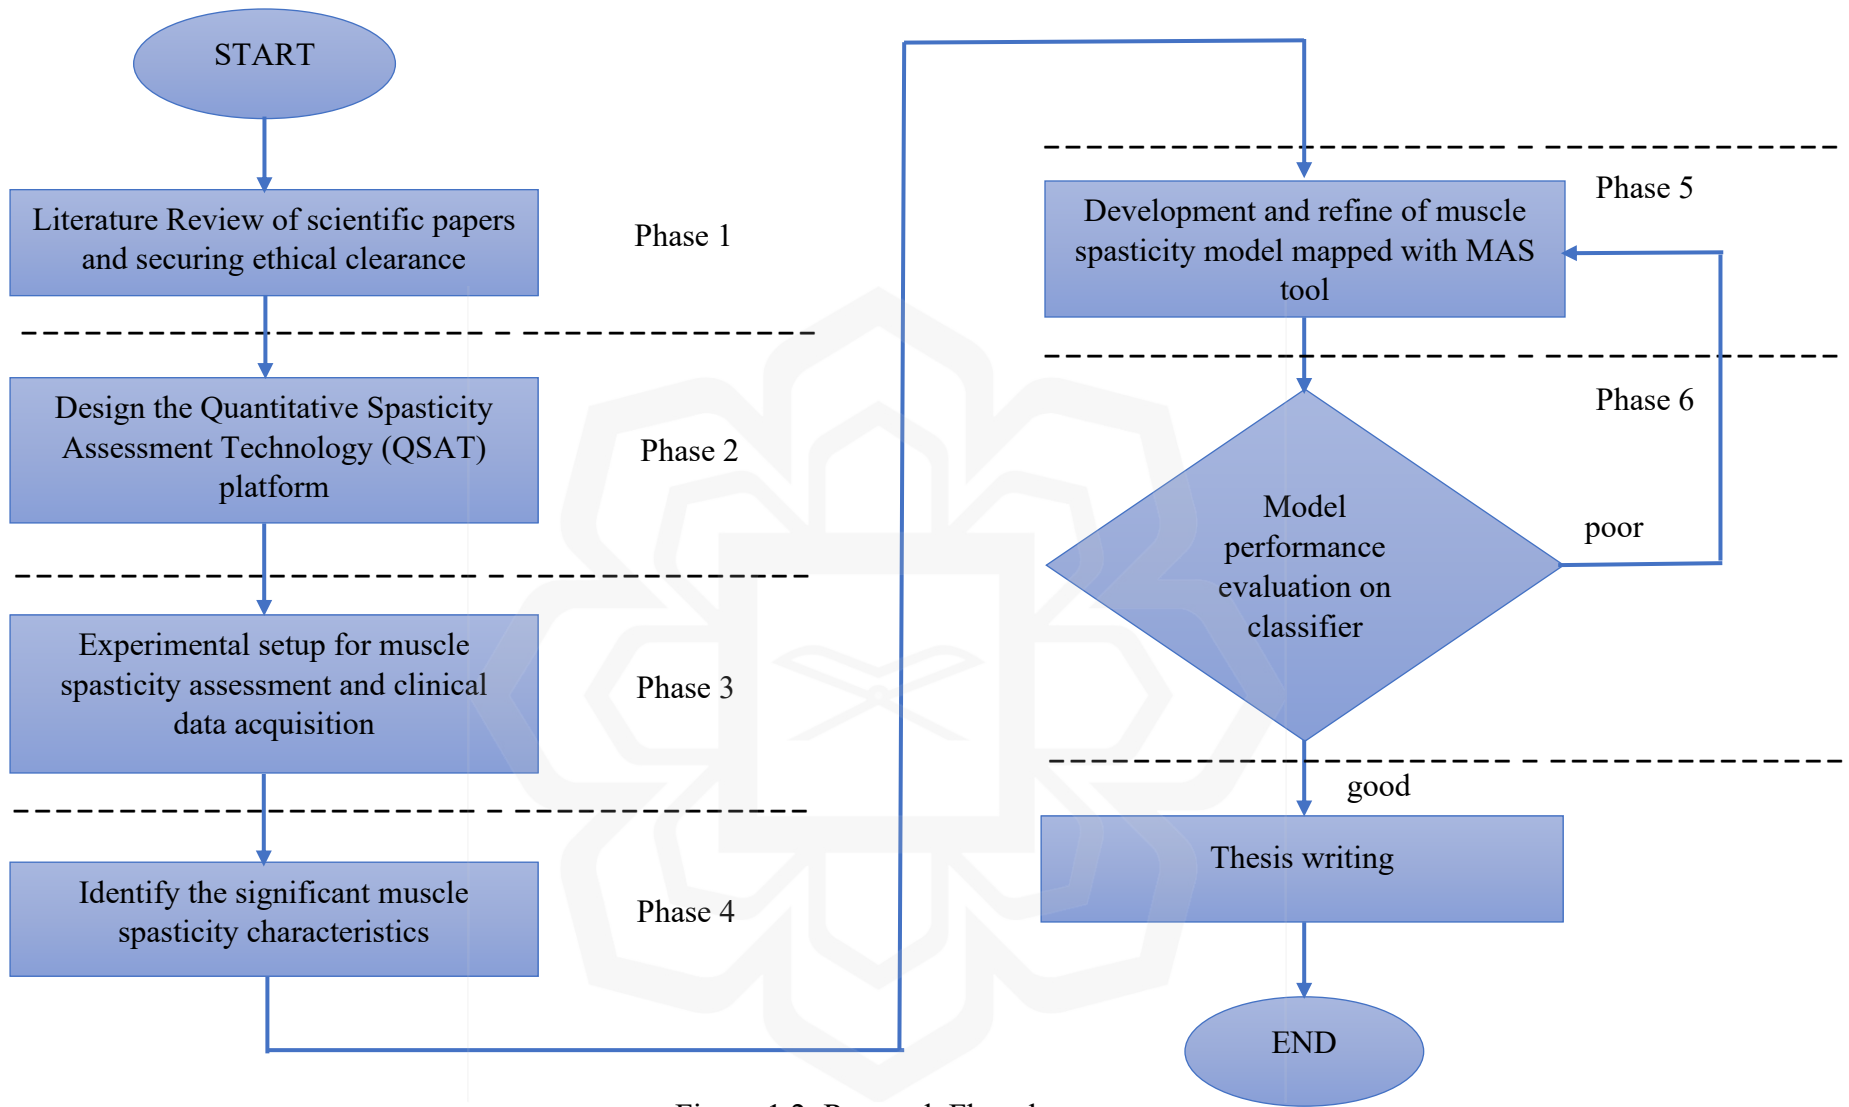 START
Literature Review of scientific papers
and securing ethical clearance
Phase 1
Design the Quantitative Spasticity
Assessment Technology (QSAT)
platform
Phase 2
Experimental setup for muscle
spasticity assessment and clinical
data acquisition
Phase 3
Identify the significant muscle
spasticity characteristics
Phase 4
Phase 5
Development and refine of muscle
spasticity model mapped with MAS
tool
Phase 6
Model
performance
evaluation on
classifier
poor
good
Thesis writing
END